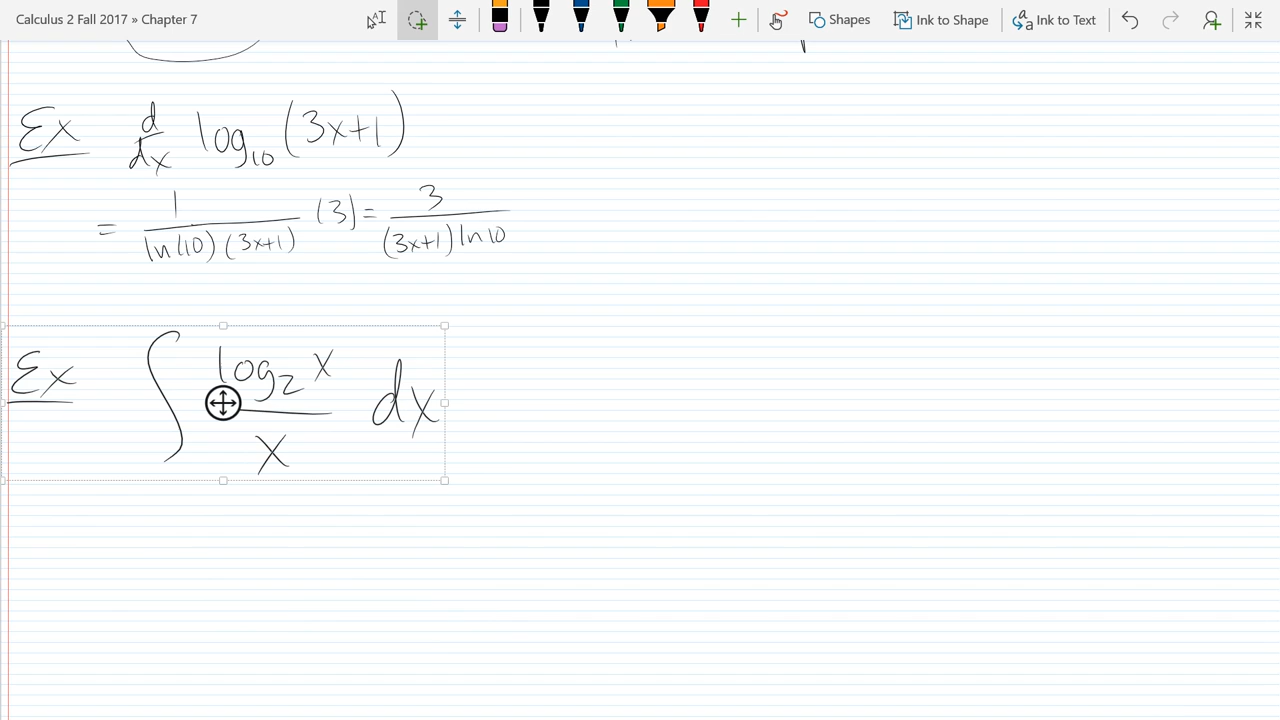 Calculus 2 Fall 2017 » Chapter 7
Shapes
Ink to Shape
Ink to Text
Ex d/dx log₁₀(3x+1)
= 1/(ln(10)(3x+1)) (3) = 3/((3x+1) ln 10)
Ex ∫ log₂x/x dx